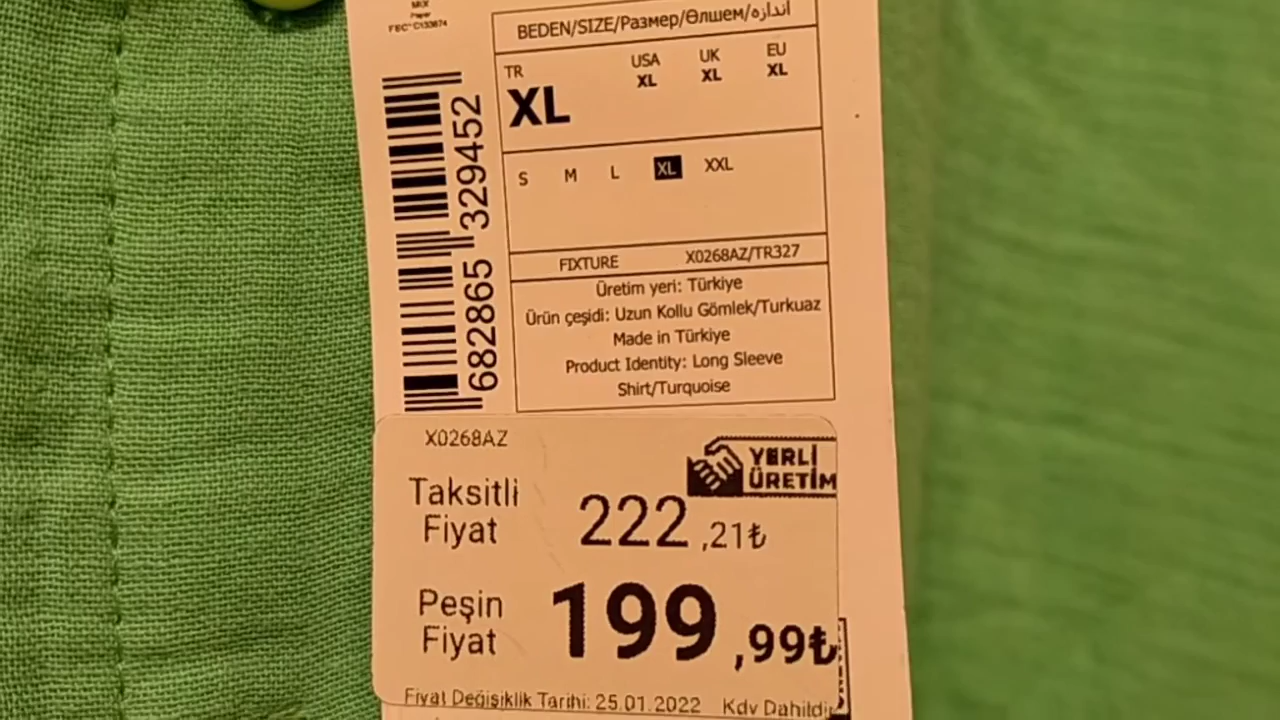 MIX
Paper
BEDEN/SIZE/Размер/Өлшем/اندازه
TR USA UK EU
XL XL XL XL
S M L XL XXL
682865 329452
FIXTURE X0268AZ/TR327
Üretim yeri: Türkiye
Ürün çeşidi: Uzun Kollu Gömlek/Turkuaz
Made in Türkiye
Product Identity: Long Sleeve
Shirt/Turquoise
X0268AZ
YERLİ
ÜRETİM
Taksitli
Fiyat 222,21₺
Peşin
Fiyat 199,99₺
Fiyat Değişiklik Tarihi: 25.01.2022 Kdv Dahildir